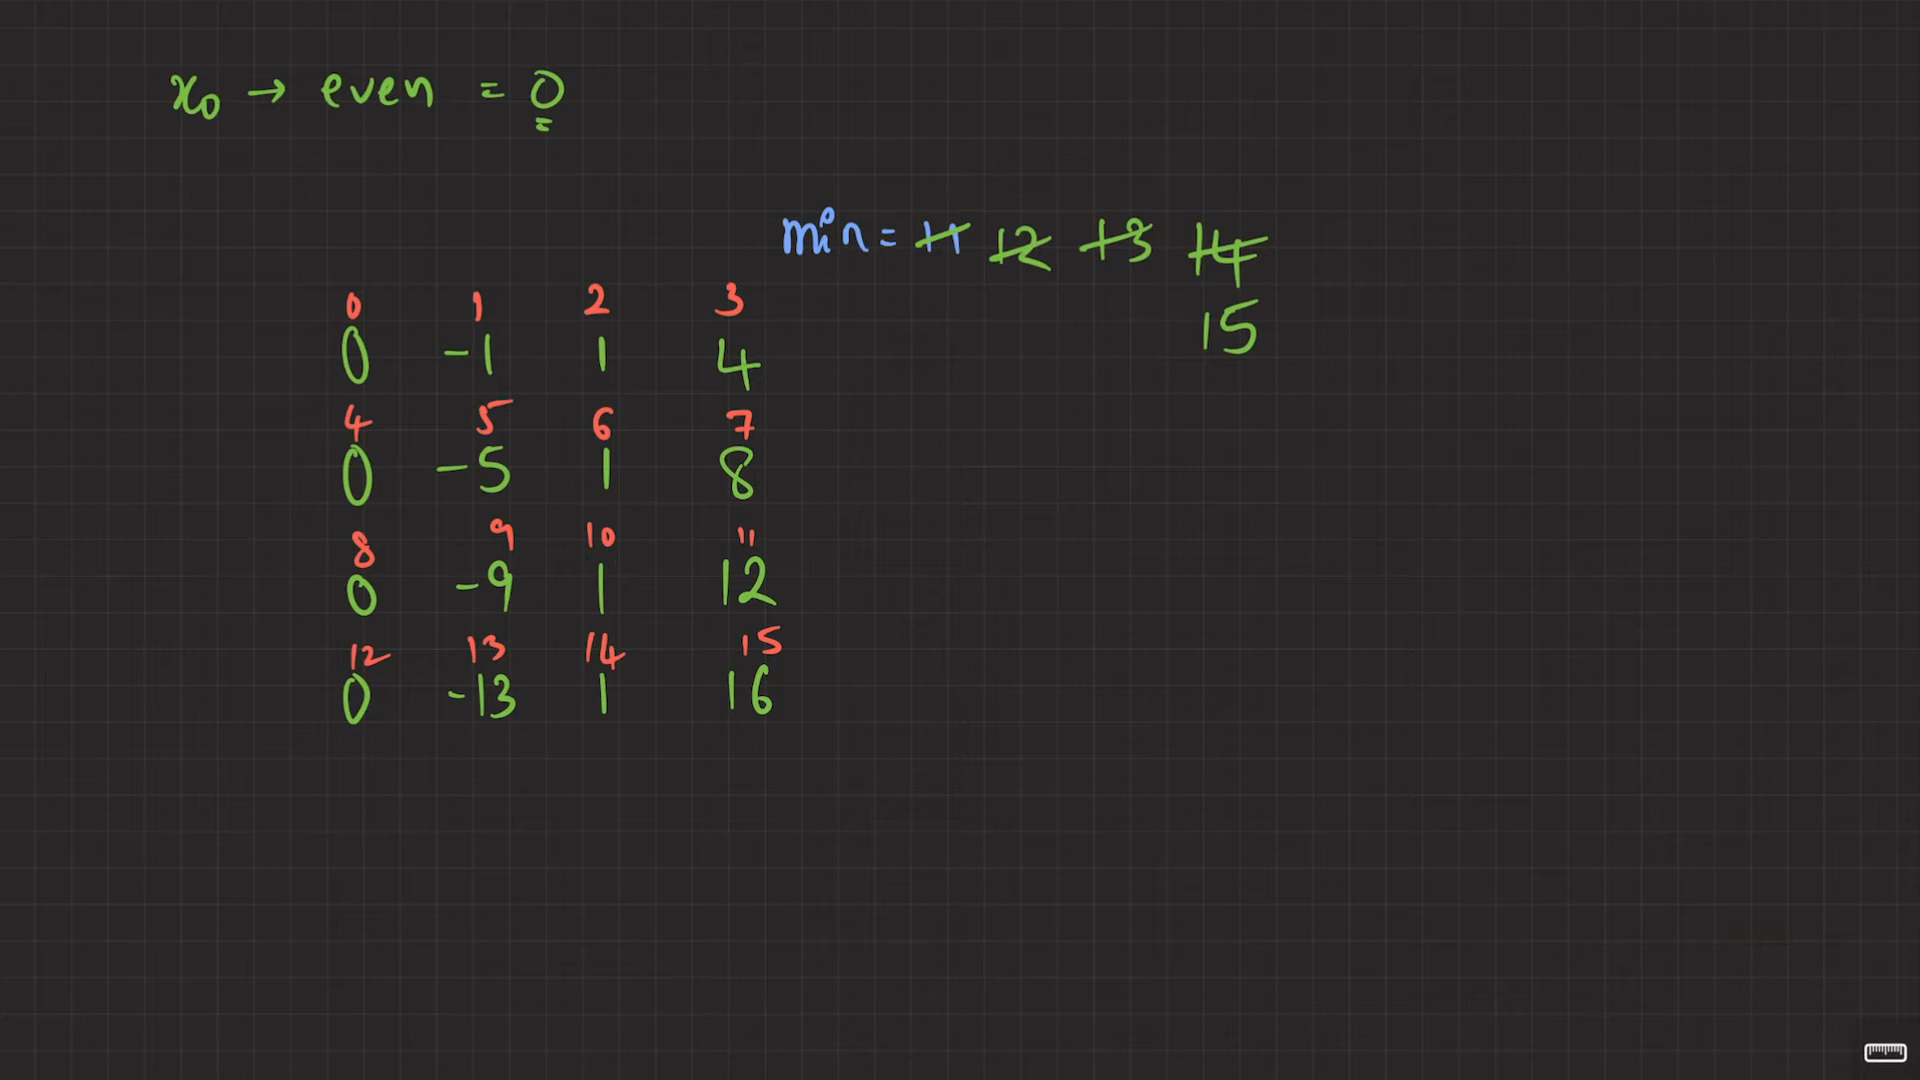 x₀ → even = 0
min = 11 12 13 14
15
0 1 2 3
0 -1 1 4
4 5 6 7
0 -5 1 8
8 9 10 11
0 -9 1 12
12 13 14 15
0 -13 1 16